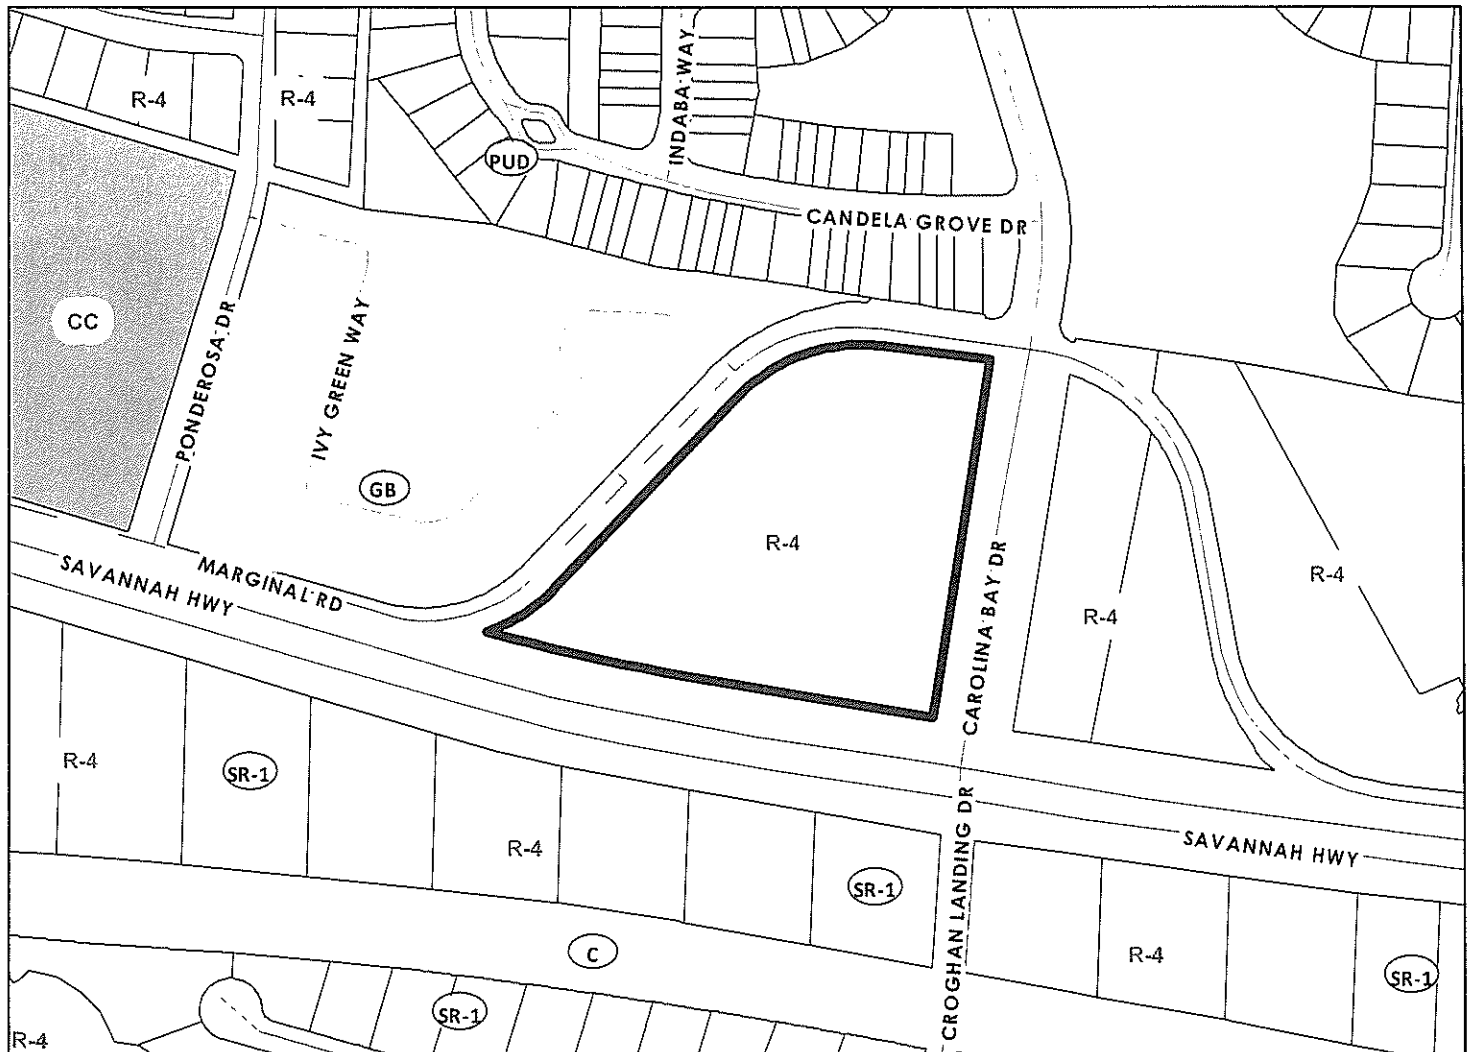 INDABA WAY
R-4
R-4
PUD
CANDELA GROVE DR
CC
PONDEROSA DR
IVY GREEN WAY
GB
R-4
MARGINAL RD
SAVANNAH HWY
CAROLINA BAY DR
R-4
R-4
R-4
SR-1
R-4
SR-1
CROGHAN LANDING DR
SAVANNAH HWY
C
R-4
SR-1
SR-1
R-4